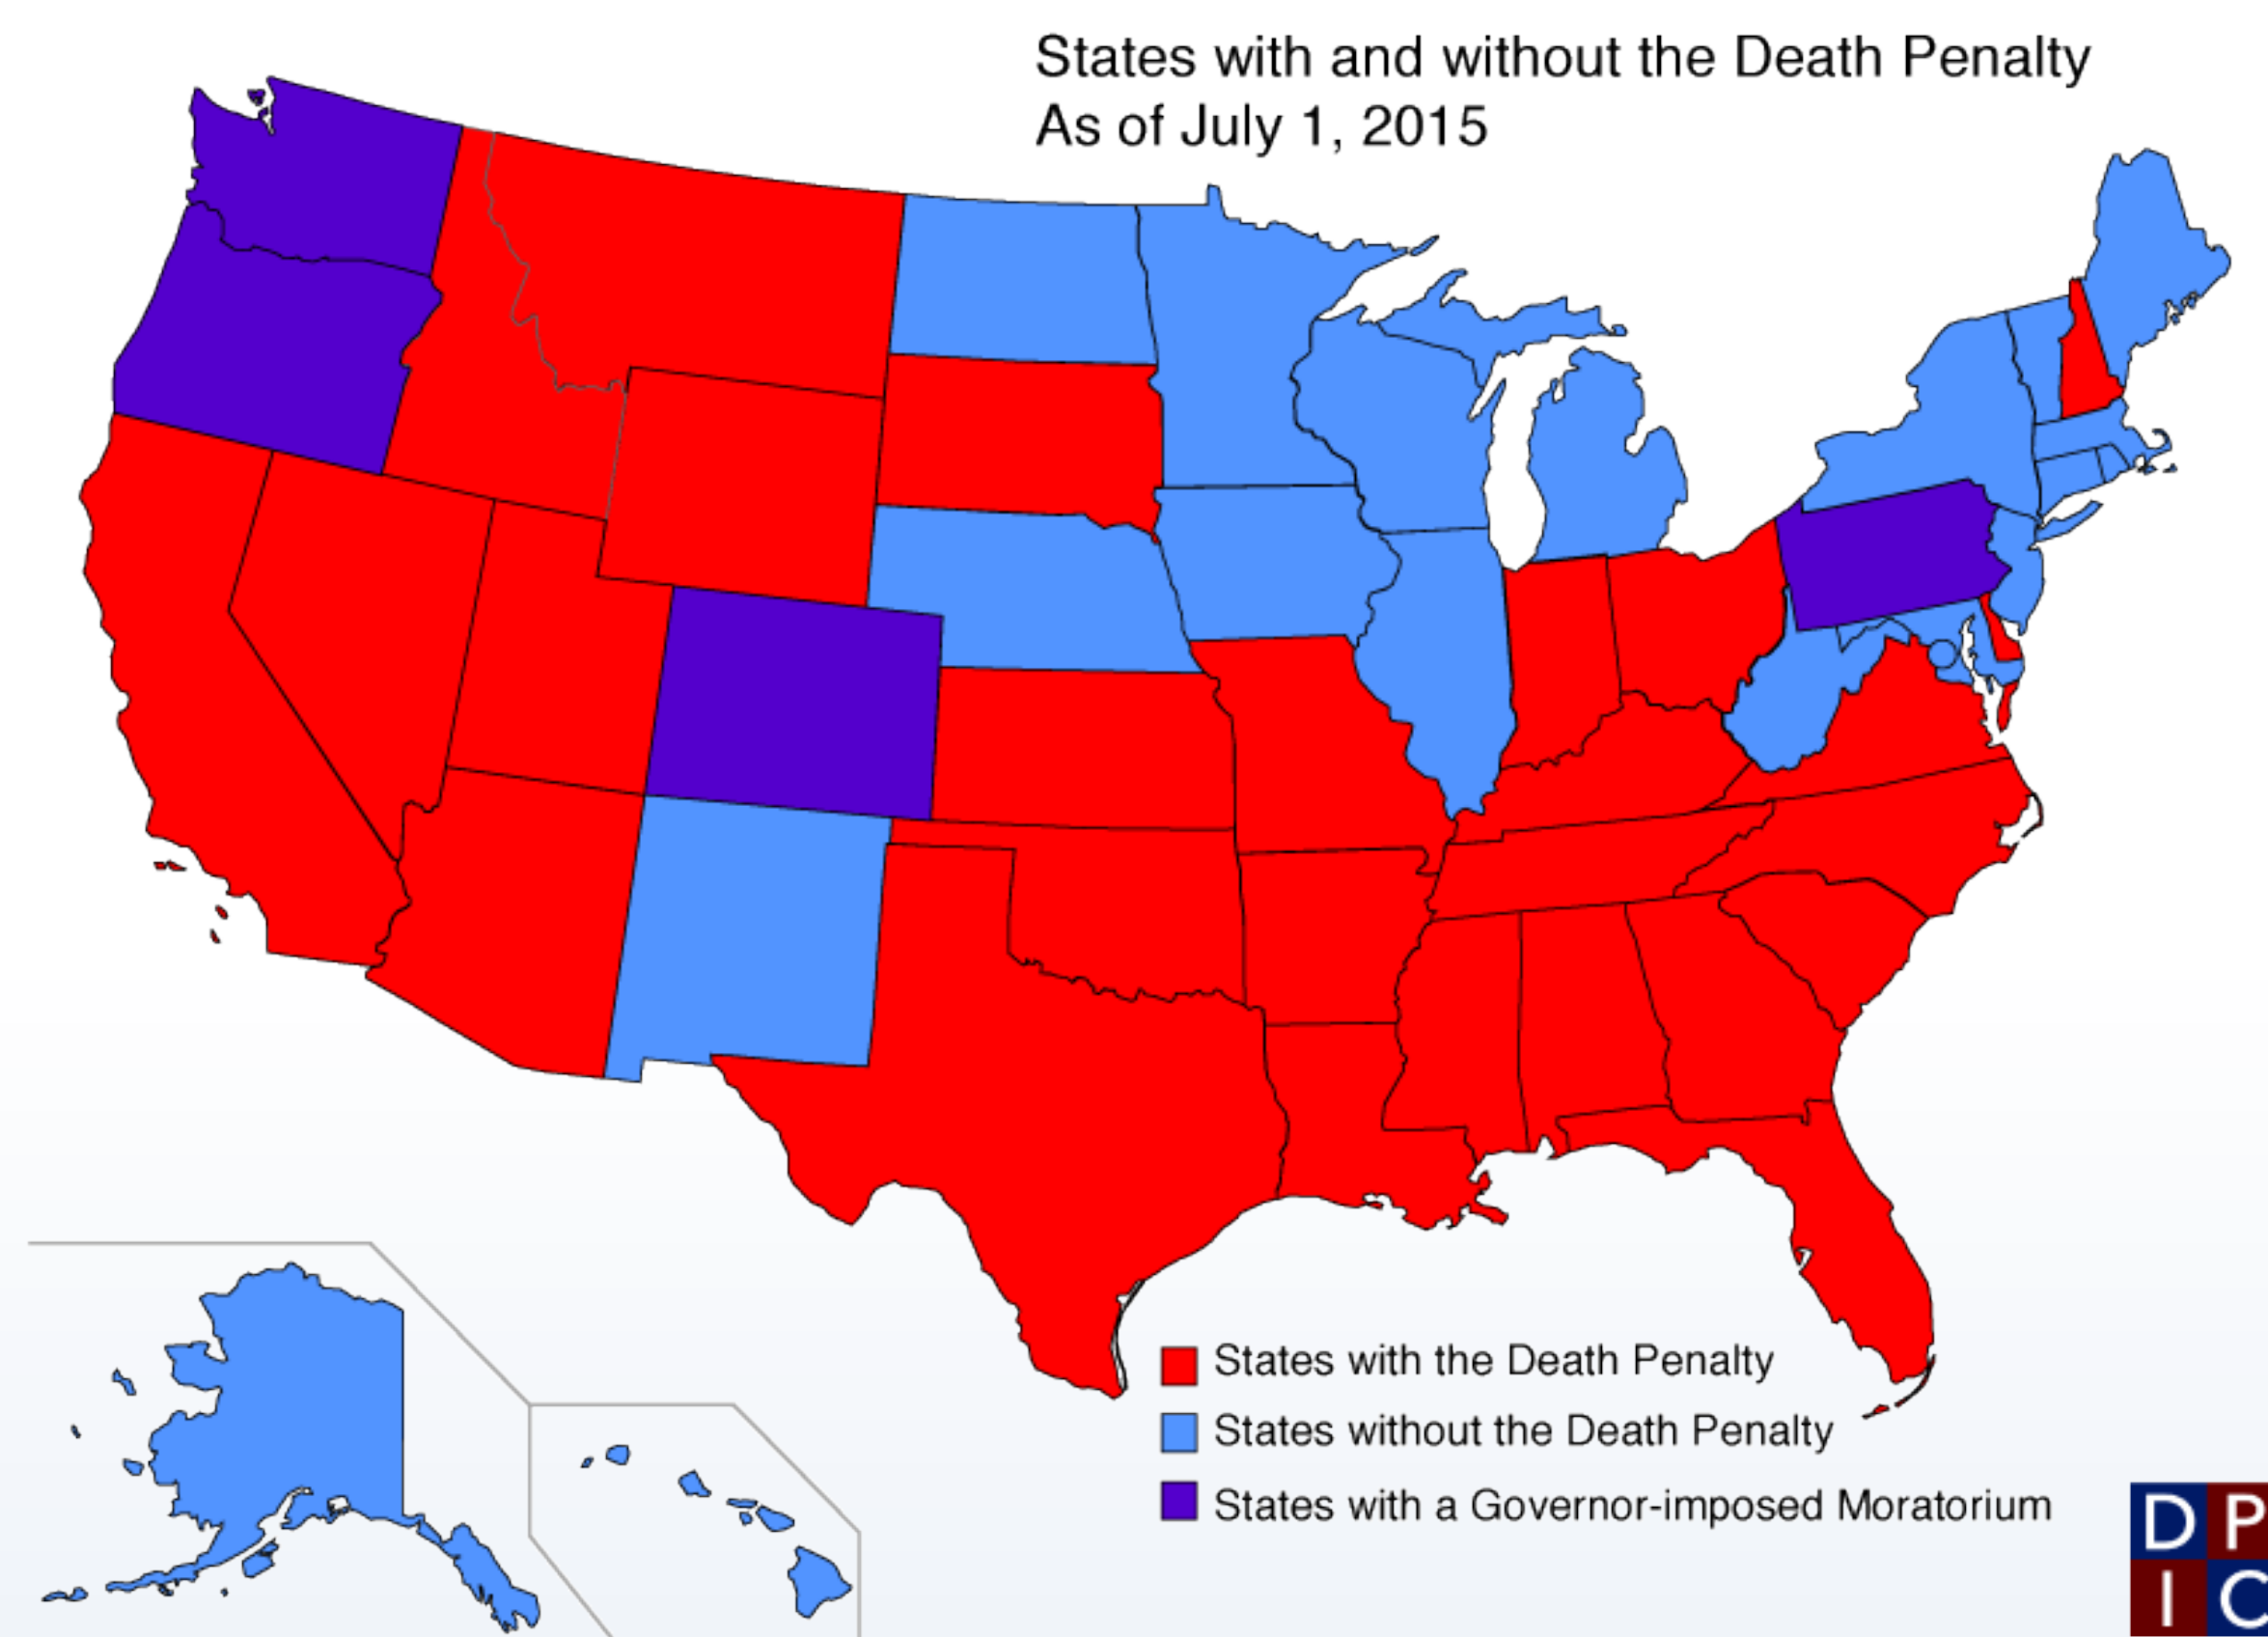 States with and without the Death Penalty
As of July 1, 2015
States with the Death Penalty
States without the Death Penalty
States with a Governor-imposed Moratorium
D P
I C